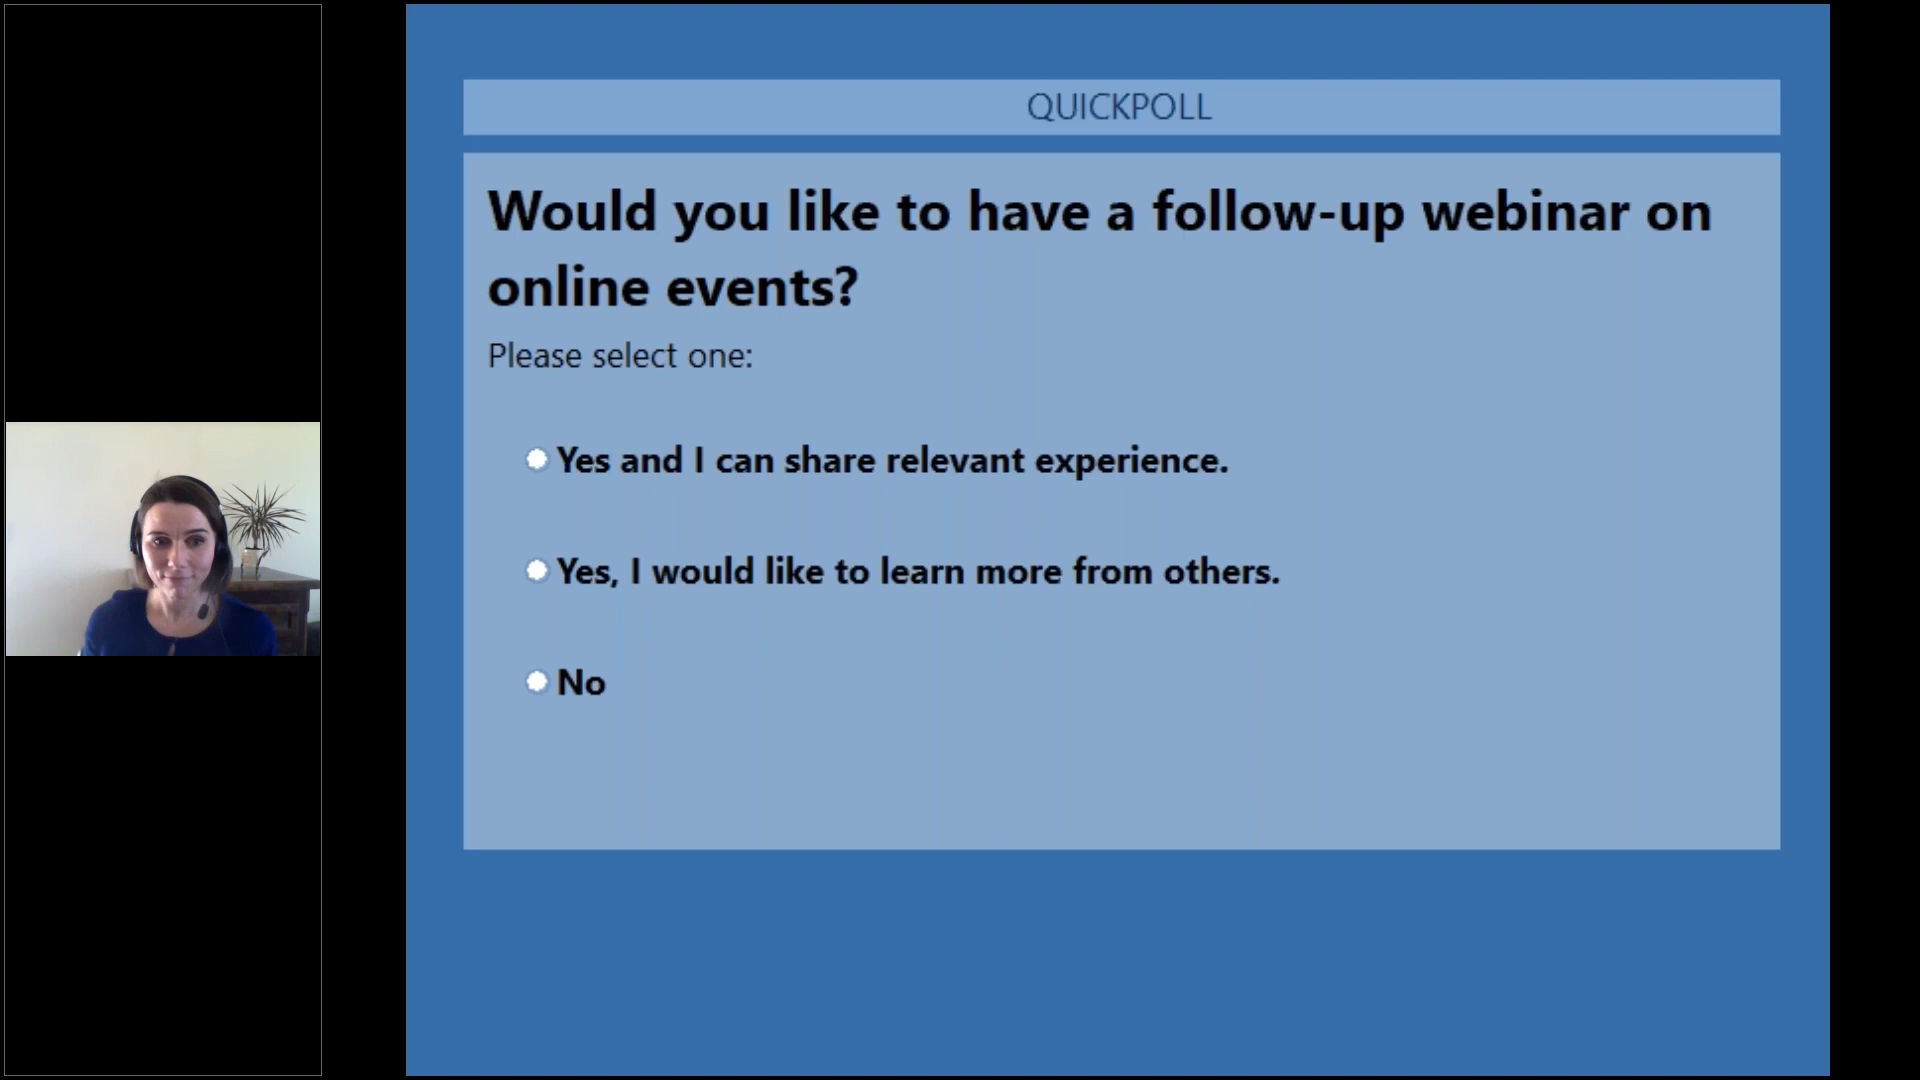 QUICKPOLL
Would you like to have a follow-up webinar on
online events?
Please select one:
Yes and I can share relevant experience.
Yes, I would like to learn more from others.
No